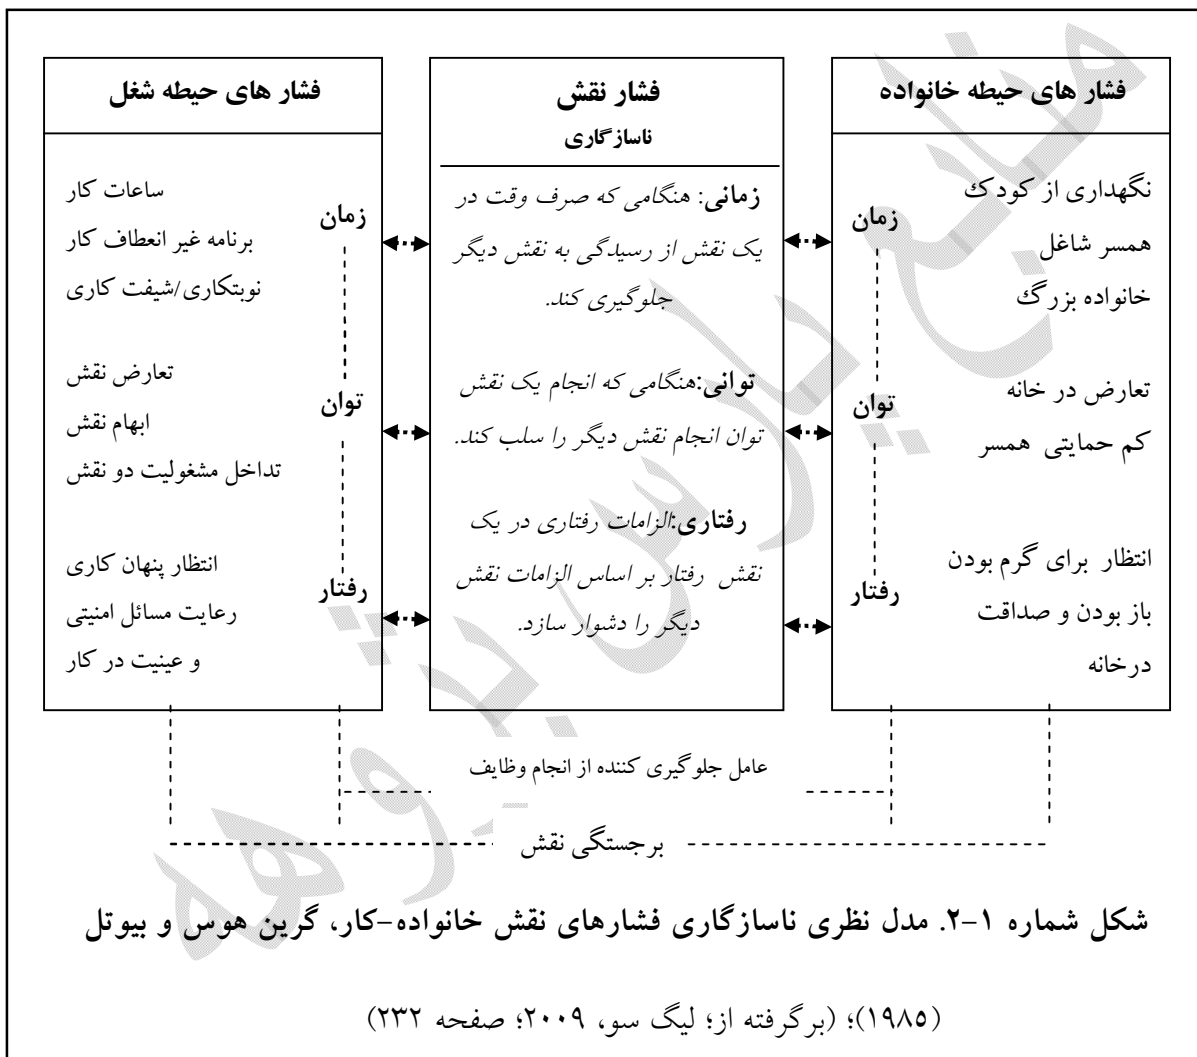 فشار های حیطه خانواده
نگهداری از کودک
همسر شاغل
خانواده بزرگ
تعارض در خانه
کم حمایتی همسر
انتظار برای گرم بودن
باز بودن و صداقت
درخانه
زمان
توان
رفتار
فشار نقش
ناسازگاری
زمانی: هنگامی که صرف وقت در
یک نقش از رسیدگی به نقش دیگر
جلوگیری کند.
توانی:هنگامی که انجام یک نقش
توان انجام نقش دیگر را سلب کند.
رفتاری:الزامات رفتاری در یک
نقش رفتار بر اساس الزامات نقش
دیگر را دشوار سازد.
فشار های حیطه شغل
زمان
توان
رفتار
ساعات کار
برنامه غیر انعطاف کار
نوبتکاری/شیفت کاری
تعارض نقش
ابهام نقش
تداخل مشغولیت دو نقش
انتظار پنهان کاری
رعایت مسائل امنیتی
و عینیت در کار
عامل جلوگیری کننده از انجام وظایف
برجستگی نقش
شکل شماره ۱-۲. مدل نظری ناسازگاری فشارهای نقش خانواده-کار، گرین هوس و بیوتل
(۱۹۸۵)؛ (برگرفته از؛ لیگ سو، ۲۰۰۹؛ صفحه ۲۳۲)
منابع پارس پژوهه